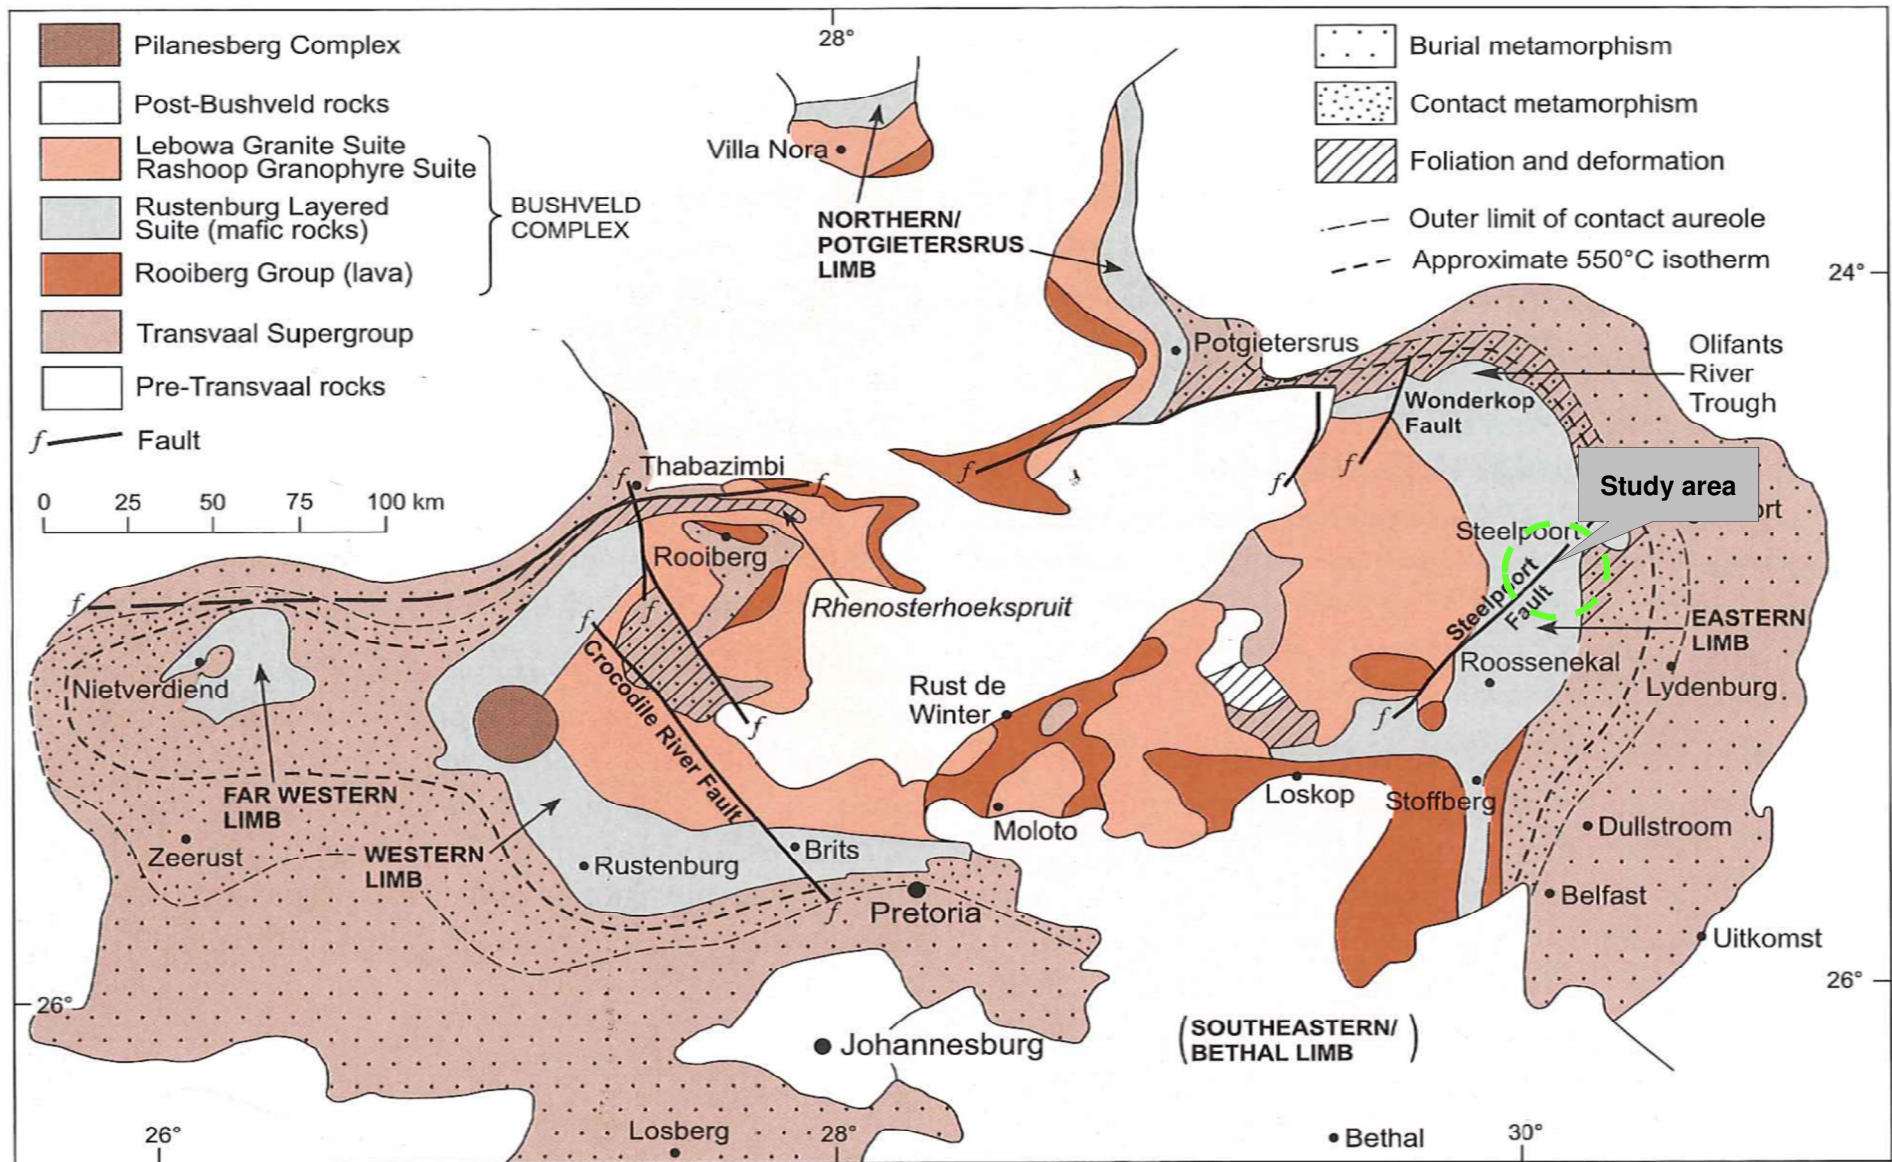 Pilanesberg Complex
Post-Bushveld rocks
Lebowa Granite Suite
Rashoop Granophyre Suite
Rustenburg Layered
Suite (mafic rocks)
Rooiberg Group (lava)
BUSHVELD
COMPLEX
Transvaal Supergroup
Pre-Transvaal rocks
f Fault
0 25 50 75 100 km
28°
Burial metamorphism
Contact metamorphism
Foliation and deformation
Outer limit of contact aureole
Approximate 550°C isotherm
24°
Villa Nora
NORTHERN/
POTGIETERSRUS
LIMB
Potgietersrus
Olifants
River
Trough
Wonderkop
Fault
f
f
f
Study area
ort
Steelpoort
Steelport
Fault
EASTERN
LIMB
Roossenekal
Lydenburg
f
Thabazimbi
f
f
Rooiberg
Rhenosterhoekspruit
f
f
f
Crocodile River Fault
f
Nietverdiend
FAR WESTERN
LIMB
Zeerust
WESTERN
LIMB
Rustenburg
Brits
f
Pretoria
Rust de
Winter
Moloto
Loskop
Stoffberg
Dullstroom
Belfast
Uitkomst
26°
26°
Johannesburg
SOUTHEASTERN/
BETHAL LIMB
26°
Losberg
28°
Bethal
30°